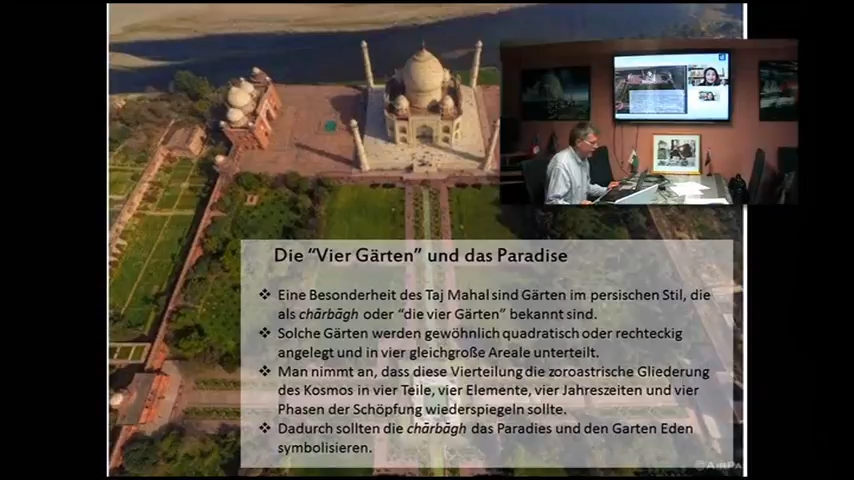 Die “Vier Gärten” und das Paradise
❖ Eine Besonderheit des Taj Mahal sind Gärten im persischen Stil, die
als chārbāgh oder “die vier Gärten” bekannt sind.
❖ Solche Gärten werden gewöhnlich quadratisch oder rechteckig
angelegt und in vier gleichgroße Areale unterteilt.
❖ Man nimmt an, dass diese Vierteilung die zoroastrische Gliederung
des Kosmos in vier Teile, vier Elemente, vier Jahreszeiten und vier
Phasen der Schöpfung wiederspiegeln sollte.
❖ Dadurch sollten die chārbāgh das Paradies und den Garten Eden
symbolisieren.